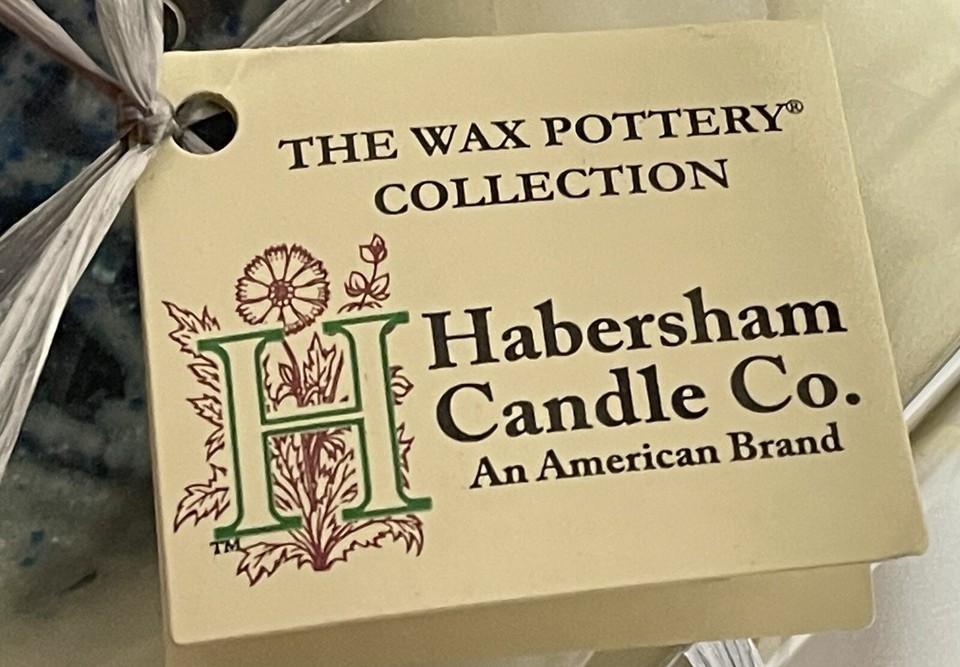 THE WAX POTTERY®
COLLECTION
H
TM
Habersham
Candle Co.
An American Brand